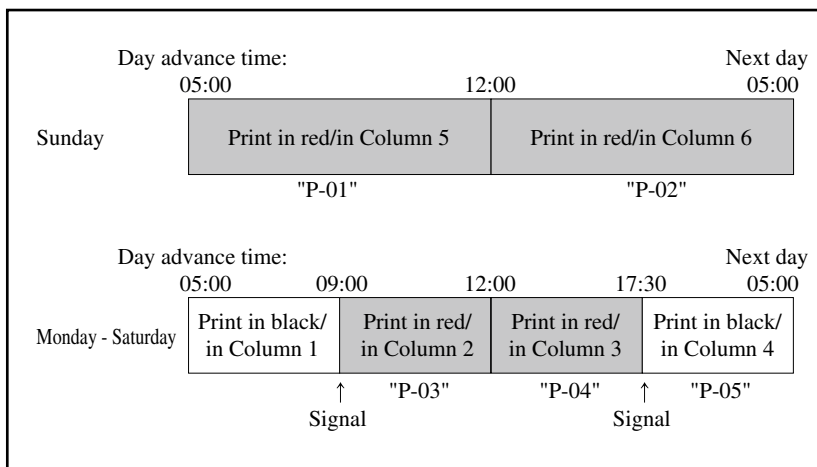 Day advance time: Next day
05:00 12:00 05:00
Sunday Print in red/in Column 5 Print in red/in Column 6
"P-01" "P-02"
Day advance time: Next day
05:00 09:00 12:00 17:30 05:00
Monday - Saturday Print in black/ Print in red/ Print in red/ Print in black/
in Column 1 in Column 2 in Column 3 in Column 4
↑ "P-03" "P-04" ↑ "P-05"
Signal Signal